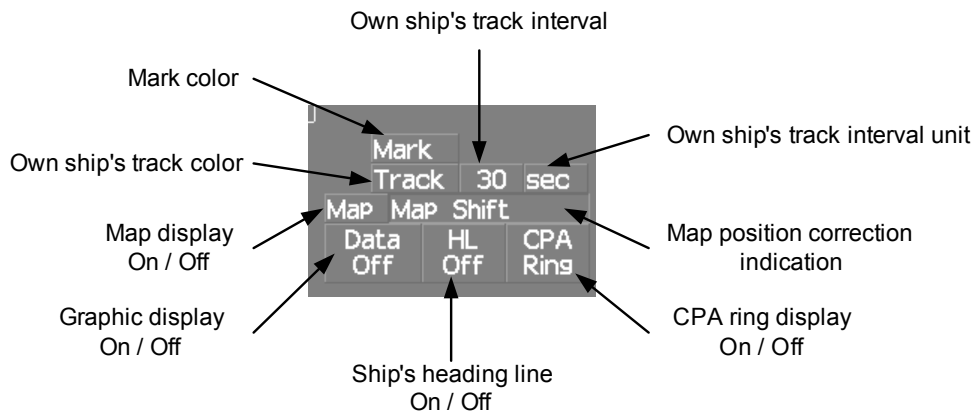 Own ship's track interval
Mark color
Own ship's track interval unit
Own ship's track color
Mark
Track 30 sec
Map Map Shift
Data Off
HL Off
CPA Ring
Map display
On / Off
Map position correction
indication
Graphic display
On / Off
CPA ring display
On / Off
Ship's heading line
On / Off